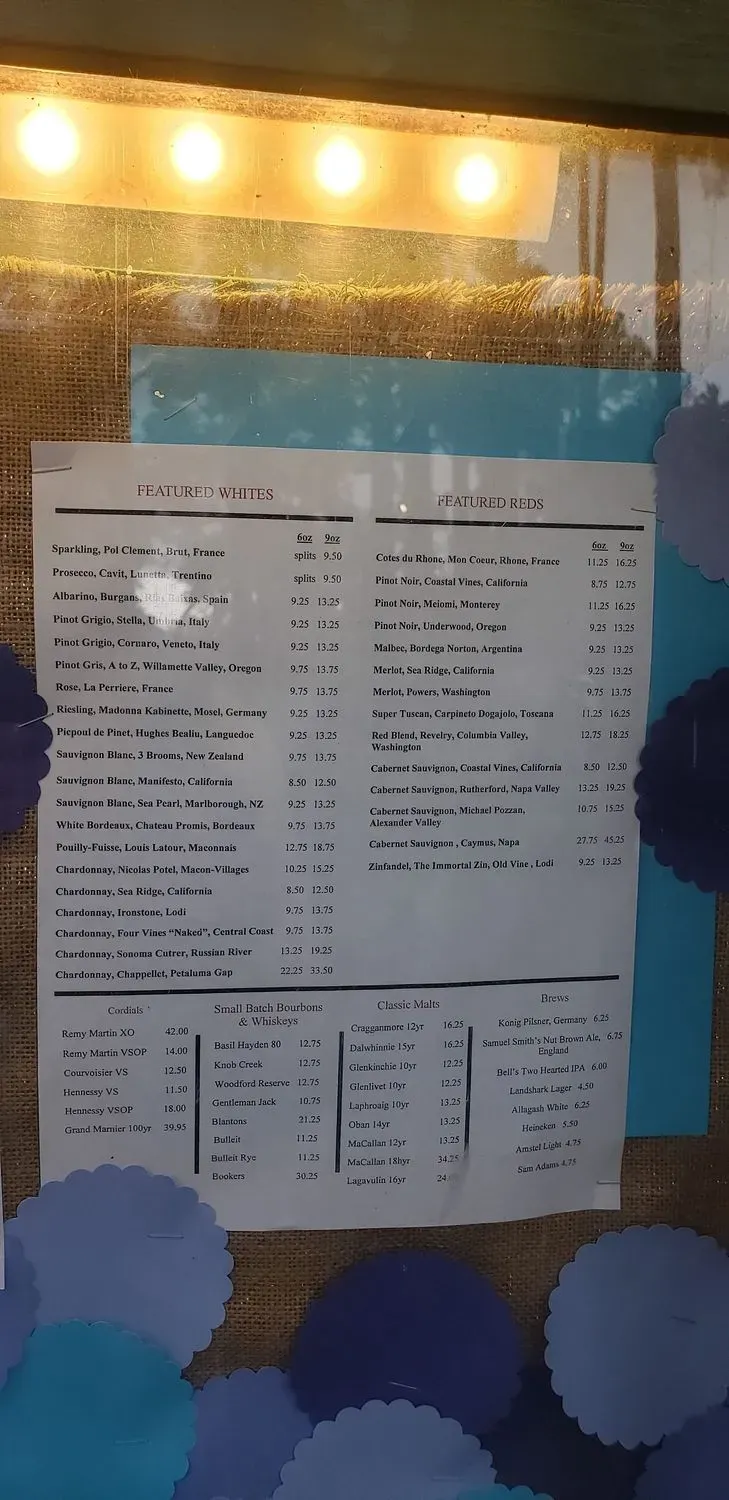 FEATURED WHITES
6oz 9oz
Sparkling, Pol Clement, Brut, France splits 9.50
Prosecco, Cavit, Lunetta, Trentino splits 9.50
Albarino, Burgans, Rias Baixas, Spain 9.25 13.25
Pinot Grigio, Stella, Umbria, Italy 9.25 13.25
Pinot Grigio, Cornaro, Veneto, Italy 9.25 13.25
Pinot Gris, A to Z, Willamette Valley, Oregon 9.75 13.75
Rose, La Perriere, France 9.75 13.75
Riesling, Madonna Kabinette, Mosel, Germany 9.25 13.25
Piepoul de Pinet, Hughes Bealiu, Languedoc 9.25 13.25
Sauvignon Blanc, 3 Brooms, New Zealand 9.75 13.75
Sauvignon Blanc, Manifesto, California 8.50 12.50
Sauvignon Blanc, Sea Pearl, Marlborough, NZ 9.25 13.25
White Bordeaux, Chateau Promis, Bordeaux 9.75 13.75
Pouilly-Fuisse, Louis Latour, Maconnais 12.75 18.75
Chardonnay, Nicolas Potel, Macon-Villages 10.25 15.25
Chardonnay, Sea Ridge, California 8.50 12.50
Chardonnay, Ironstone, Lodi 9.75 13.75
Chardonnay, Four Vines “Naked”, Central Coast 9.75 13.75
Chardonnay, Sonoma Cutrer, Russian River 13.25 19.25
Chardonnay, Chappellet, Petaluma Gap 22.25 33.50
FEATURED REDS
6oz 9oz
Cotes du Rhone, Mon Coeur, Rhone, France 11.25 16.25
Pinot Noir, Coastal Vines, California 8.75 12.75
Pinot Noir, Meiomi, Monterey 11.25 16.25
Pinot Noir, Underwood, Oregon 9.25 13.25
Malbec, Bordega Norton, Argentina 9.25 13.25
Merlot, Sea Ridge, California 9.25 13.25
Merlot, Powers, Washington 9.75 13.75
Super Tuscan, Carpineto Dogajolo, Toscana 11.25 16.25
Red Blend, Revelry, Columbia Valley, 12.75 18.25
Washington
Cabernet Sauvignon, Coastal Vines, California 8.50 12.50
Cabernet Sauvignon, Rutherford, Napa Valley 13.25 19.25
Cabernet Sauvignon, Michael Pozzan, 10.75 15.25
Alexander Valley
Cabernet Sauvignon , Caymus, Napa 27.75 45.25
Zinfandel, The Immortal Zin, Old Vine , Lodi 9.25 13.25
Cordials
Remy Martin XO 42.00
Remy Martin VSOP 14.00
Courvoisier VS 12.50
Hennessy VS 11.50
Hennessy VSOP 18.00
Grand Marnier 100yr 39.95
Small Batch Bourbons
& Whiskeys
Basil Hayden 80 12.75
Knob Creek 12.75
Woodford Reserve 12.75
Gentleman Jack 10.75
Blantons 21.25
Bulleit 11.25
Bulleit Rye 11.25
Bookers 30.25
Classic Malts
Cragganmore 12yr 16.25
Dalwhinnie 15yr 16.25
Glenkinchie 10yr 12.25
Glenlivet 10yr 12.25
Laphroaig 10yr 13.25
Oban 14yr 13.25
MaCallan 12yr 13.25
MaCallan 18hyr 34.25
Lagavulin 16yr
Brews
Konig Pilsner, Germany 6.25
Samuel Smith's Nut Brown Ale, 6.75
England
Bell's Two Hearted IPA 6.00
Landshark Lager 4.50
Allagash White 6.25
Heineken 5.50
Amstel Light 4.75
Sam Adams 4.75